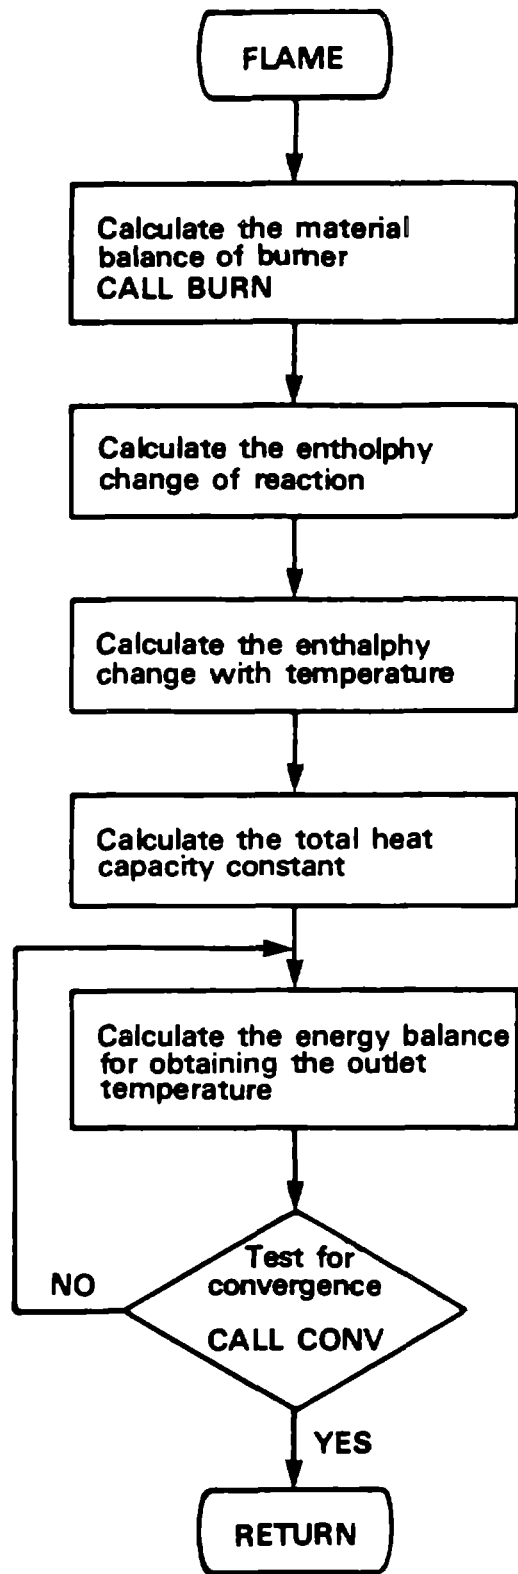 FLAME
Calculate the material
balance of burner
CALL BURN
Calculate the entholphy
change of reaction
Calculate the enthalphy
change with temperature
Calculate the total heat
capacity constant
Calculate the energy balance
for obtaining the outlet
temperature
Test for
convergence
CALL CONV
NO
YES
RETURN